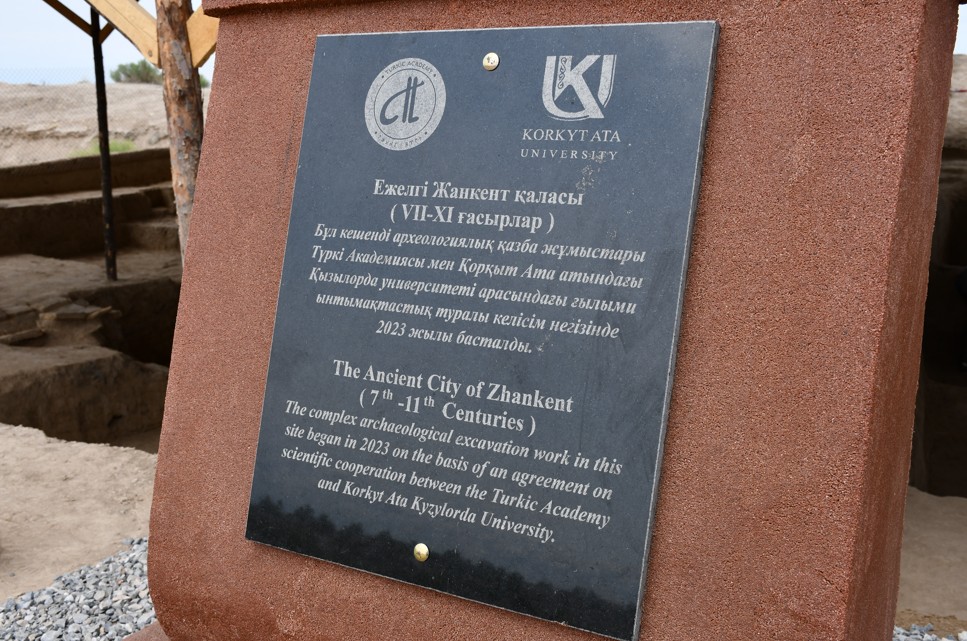 TURKIC ACADEMY
KORKYT ATA
UNIVERSITY
Ежелгі Жанкент қаласы
( VII-XI ғасырлар )
Бұл кешенді археологиялық қазба жұмыстары
Түркі Академиясы мен Қорқыт Ата атындағы
Қызылорда университеті арасындағы ғылыми
ынтымақтастық туралы келісім негізінде
2023 жылы басталды.
The Ancient City of Zhankent
( 7th -11th Centuries )
The complex archaeological excavation work in this
site began in 2023 on the basis of an agreement on
scientific cooperation between the Turkic Academy
and Korkyt Ata Kyzylorda University.